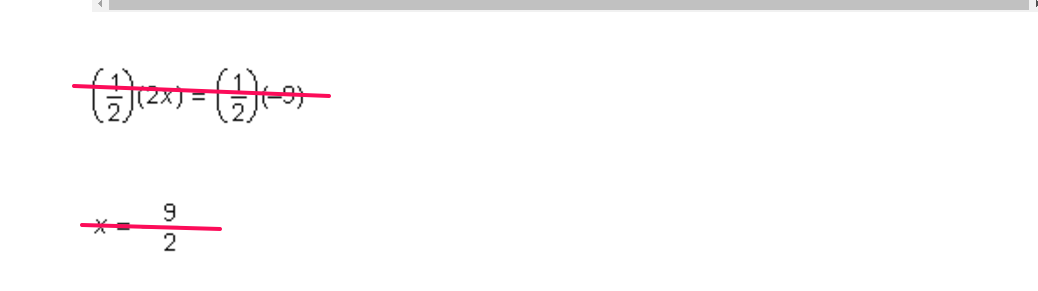 (1/2)(2x) = (1/2)(–9)
x = 9/2